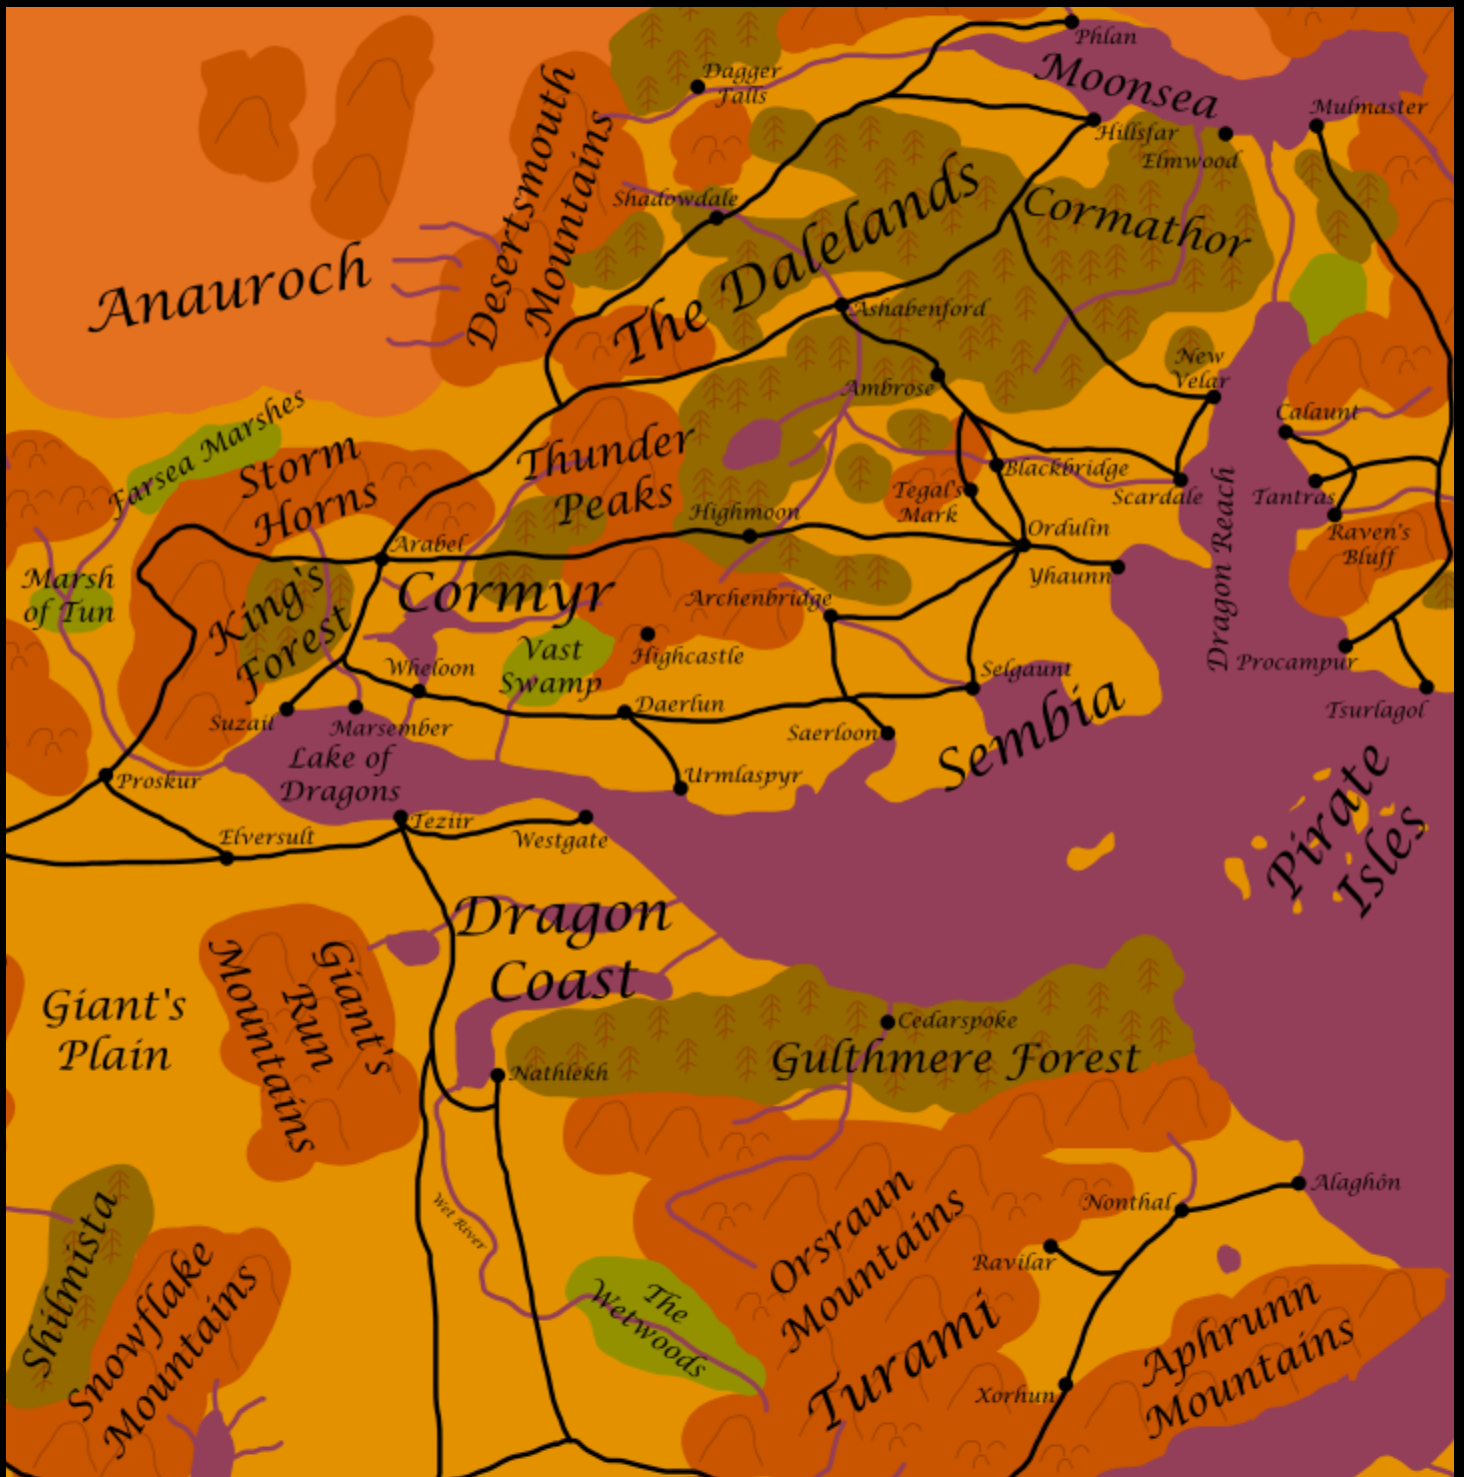 Phlan
Moonsea
Dagger
Falls
Mulmaster
Hillsfar
Elmwood
Desertsmouth
Mountains
Shadowdale
The Dalelands
Cormathor
Anauroch
Ashabenford
New
Velar
Ambrose
Calaunt
Farsea Marshes
Storm
Horns
Thunder
Peaks
Blackbridge
Scardale
Tegal's
Mark
Tantras
Dragon Reach
Highmoon
Ordulin
Raven's
Bluff
Arabel
Yhaunn
Marsh
of Tun
King's
Forest
Cormyr
Archenbridge
Vast
Swamp
Highcastle
Wheloon
Selgaunt
Procampur
Suzail
Marsember
Daerlun
Saerloon
Sembia
Tsurlagol
Lake of
Dragons
Proskur
Urmlaspyr
Pirate
Isles
Elversult
Teziir
Westgate
Dragon
Coast
Giant's
Run
Mountains
Giant's
Plain
Cedarspoke
Gulthmere Forest
Nathlekh
Wet River
Orsraun
Mountains
Nonthal
Alaghôn
Ravilar
Shilmista
Snowflake
Mountains
The
Wetwoods
Turami
Aphrunn
Mountains
Xorhun